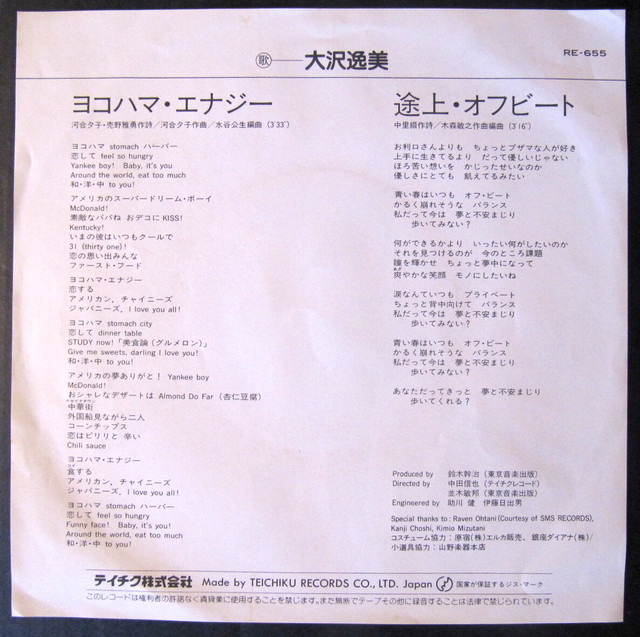 RE-655
歌 大沢逸美
ヨコハマ・エナジー
河合夕子・売野雅勇作詩／河合夕子作曲／水谷公生編曲 (3'33")
ヨコハマ stomach ハーバー
恋して feel so hungry
Yankee boy! Baby, it's you
Around the world, eat too much
和・洋・中 to you!
アメリカのスーパードリーム・ボーイ
McDonald!
素敵なパパね おデコにKISS!
Kentucky!
いまの彼はいつもクールで
31 (thirty one)!
恋の思い出みんな
ファースト・フード
ヨコハマ・エナジー
恋する
アメリカン，チャイニーズ
ジャパニーズ，I love you all!
ヨコハマ stomach city
恋して dinner table
STUDY now!「美食論(グルメロン)」
Give me sweets, darling I love you!
和・洋・中 to you!
アメリカの夢ありがと！ Yankee boy
McDonald!
おシャレなデザートは Almond Do Far (杏仁豆腐)
チャイナタウン
中華街
外国船見ながら二人
コーンチップス
恋はピリリと 辛い
Chili sauce
ヨコハマ・エナジー
食する
アメリカン，チャイニーズ
ジャパニーズ，I love you all!
ヨコハマ stomach ハーバー
恋して feel so hungry
Funny face! Baby, it's you!
Around the world, eat too much
和・洋・中 to you!
途上・オフビート
中里綴作詩／木森敏之作曲編曲 (3'16")
お利口さんよりも ちょっとブザマな人が好き
上手に生きてるより だって優しいじゃない
ほろ苦い想いを かじったせいなのか
優しさにとても 飢えてるみたい
青い春はいつも オフ・ビート
かるく崩れそうな バランス
私だって今は 夢と不安まじり
歩いてみない？
何ができるかより いったい何がしたいのか
それを見つけるのが 今のところ課題
瞳を輝かせ ちょっと夢中になって
爽やかな笑顔 モノにしたいね
涙なんていつも プライベート
ちょっと背中向けて バランス
私だって今は 夢と不安まじり
歩いてみない？
青い春はいつも オフ・ビート
かるく崩れそうな バランス
私だって今は 夢と不安まじり
歩いてみない？
あなただってきっと 夢と不安まじり
歩いてくれる？
Produced by 鈴木幹治 (東京音楽出版)
Directed by 中田信也 (テイチクレコード)
並木敏邦 (東京音楽出版)
Engineered by 助川 健 伊藤日出男
Special thanks to : Raven Ohtani (Courtesy of SMS RECORDS),
Kanji Choshi, Kimio Mizutani
コスチューム協力：原宿(株)エルカ販売、銀座ダイアナ(株)／
小道具協力：山野楽器本店
テイチク株式会社 Made by TEICHIKU RECORDS CO., LTD. Japan 国家が保証するジス・マーク
このレコードは権利者の許諾なく賃貸業に使用することを禁じます。また無断でテープその他に録音することは法律で禁じられています。